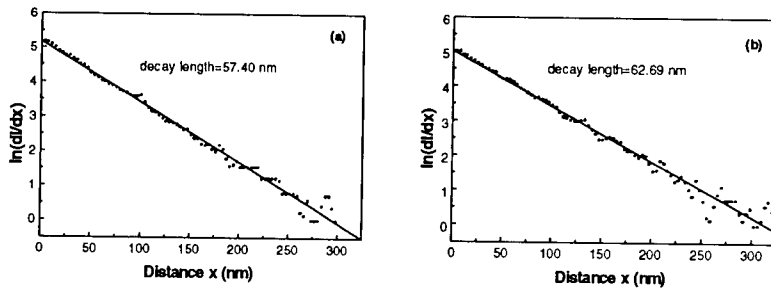 (a)
decay length=57.40 nm
ln(dI/dx)
6
5
4
3
2
1
0
0 50 100 150 200 250 300
Distance x (nm)
(b)
decay length=62.69 nm
ln(dI/dx)
6
5
4
3
2
1
0
0 50 100 150 200 250 300
Distance x (nm)